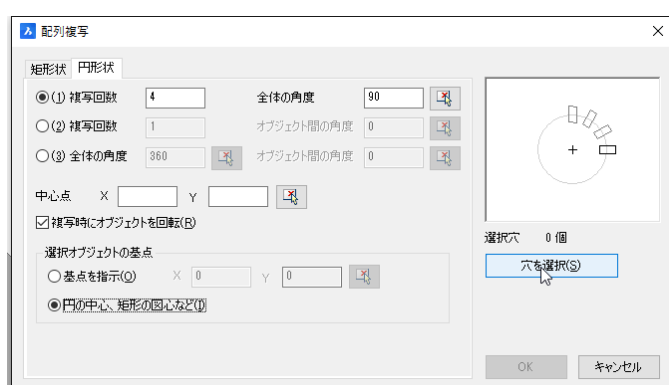 配列複写
矩形状 円形状
(1) 複写回数 4 全体の角度 90
(2) 複写回数 1 オブジェクト間の角度 0
(3) 全体の角度 360 オブジェクト間の角度 0
中心点 X Y
複写時にオブジェクトを回転(R)
選択オブジェクトの基点
基点を指示(O) X 0 Y 0
円の中心、矩形の図心など(I)
選択穴 0 個
穴を選択(S)
OK キャンセル